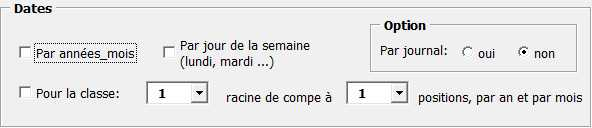 Dates
Option
Par années_mois
Par jour de la semaine
(lundi, mardi ...)
Par journal: oui non
Pour la classe: 1 racine de compe à 1 positions, par an et par mois